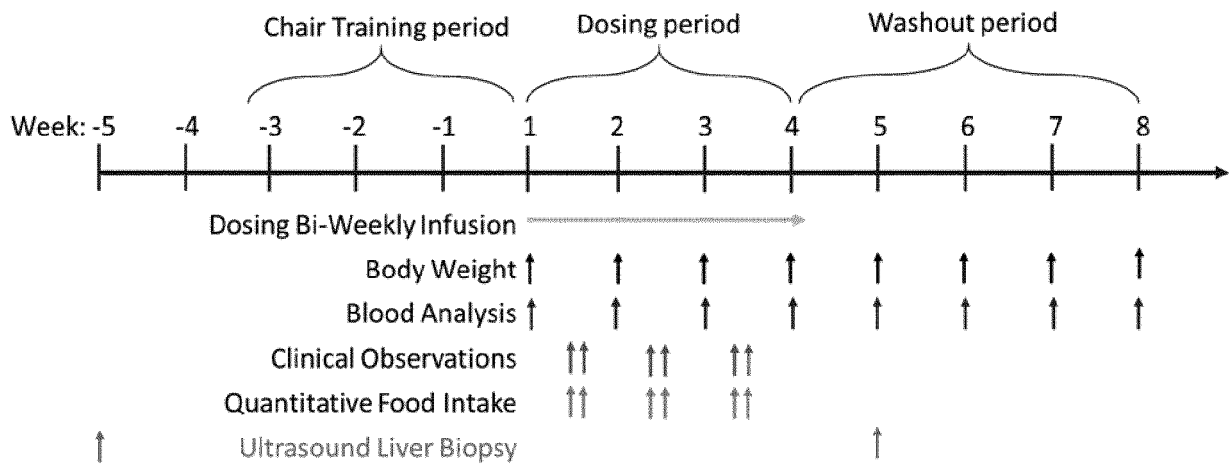 Chair Training period Dosing period Washout period
Week: -5 -4 -3 -2 -1 1 2 3 4 5 6 7 8
Dosing Bi-Weekly Infusion
Body Weight
Blood Analysis
Clinical Observations
Quantitative Food Intake
Ultrasound Liver Biopsy